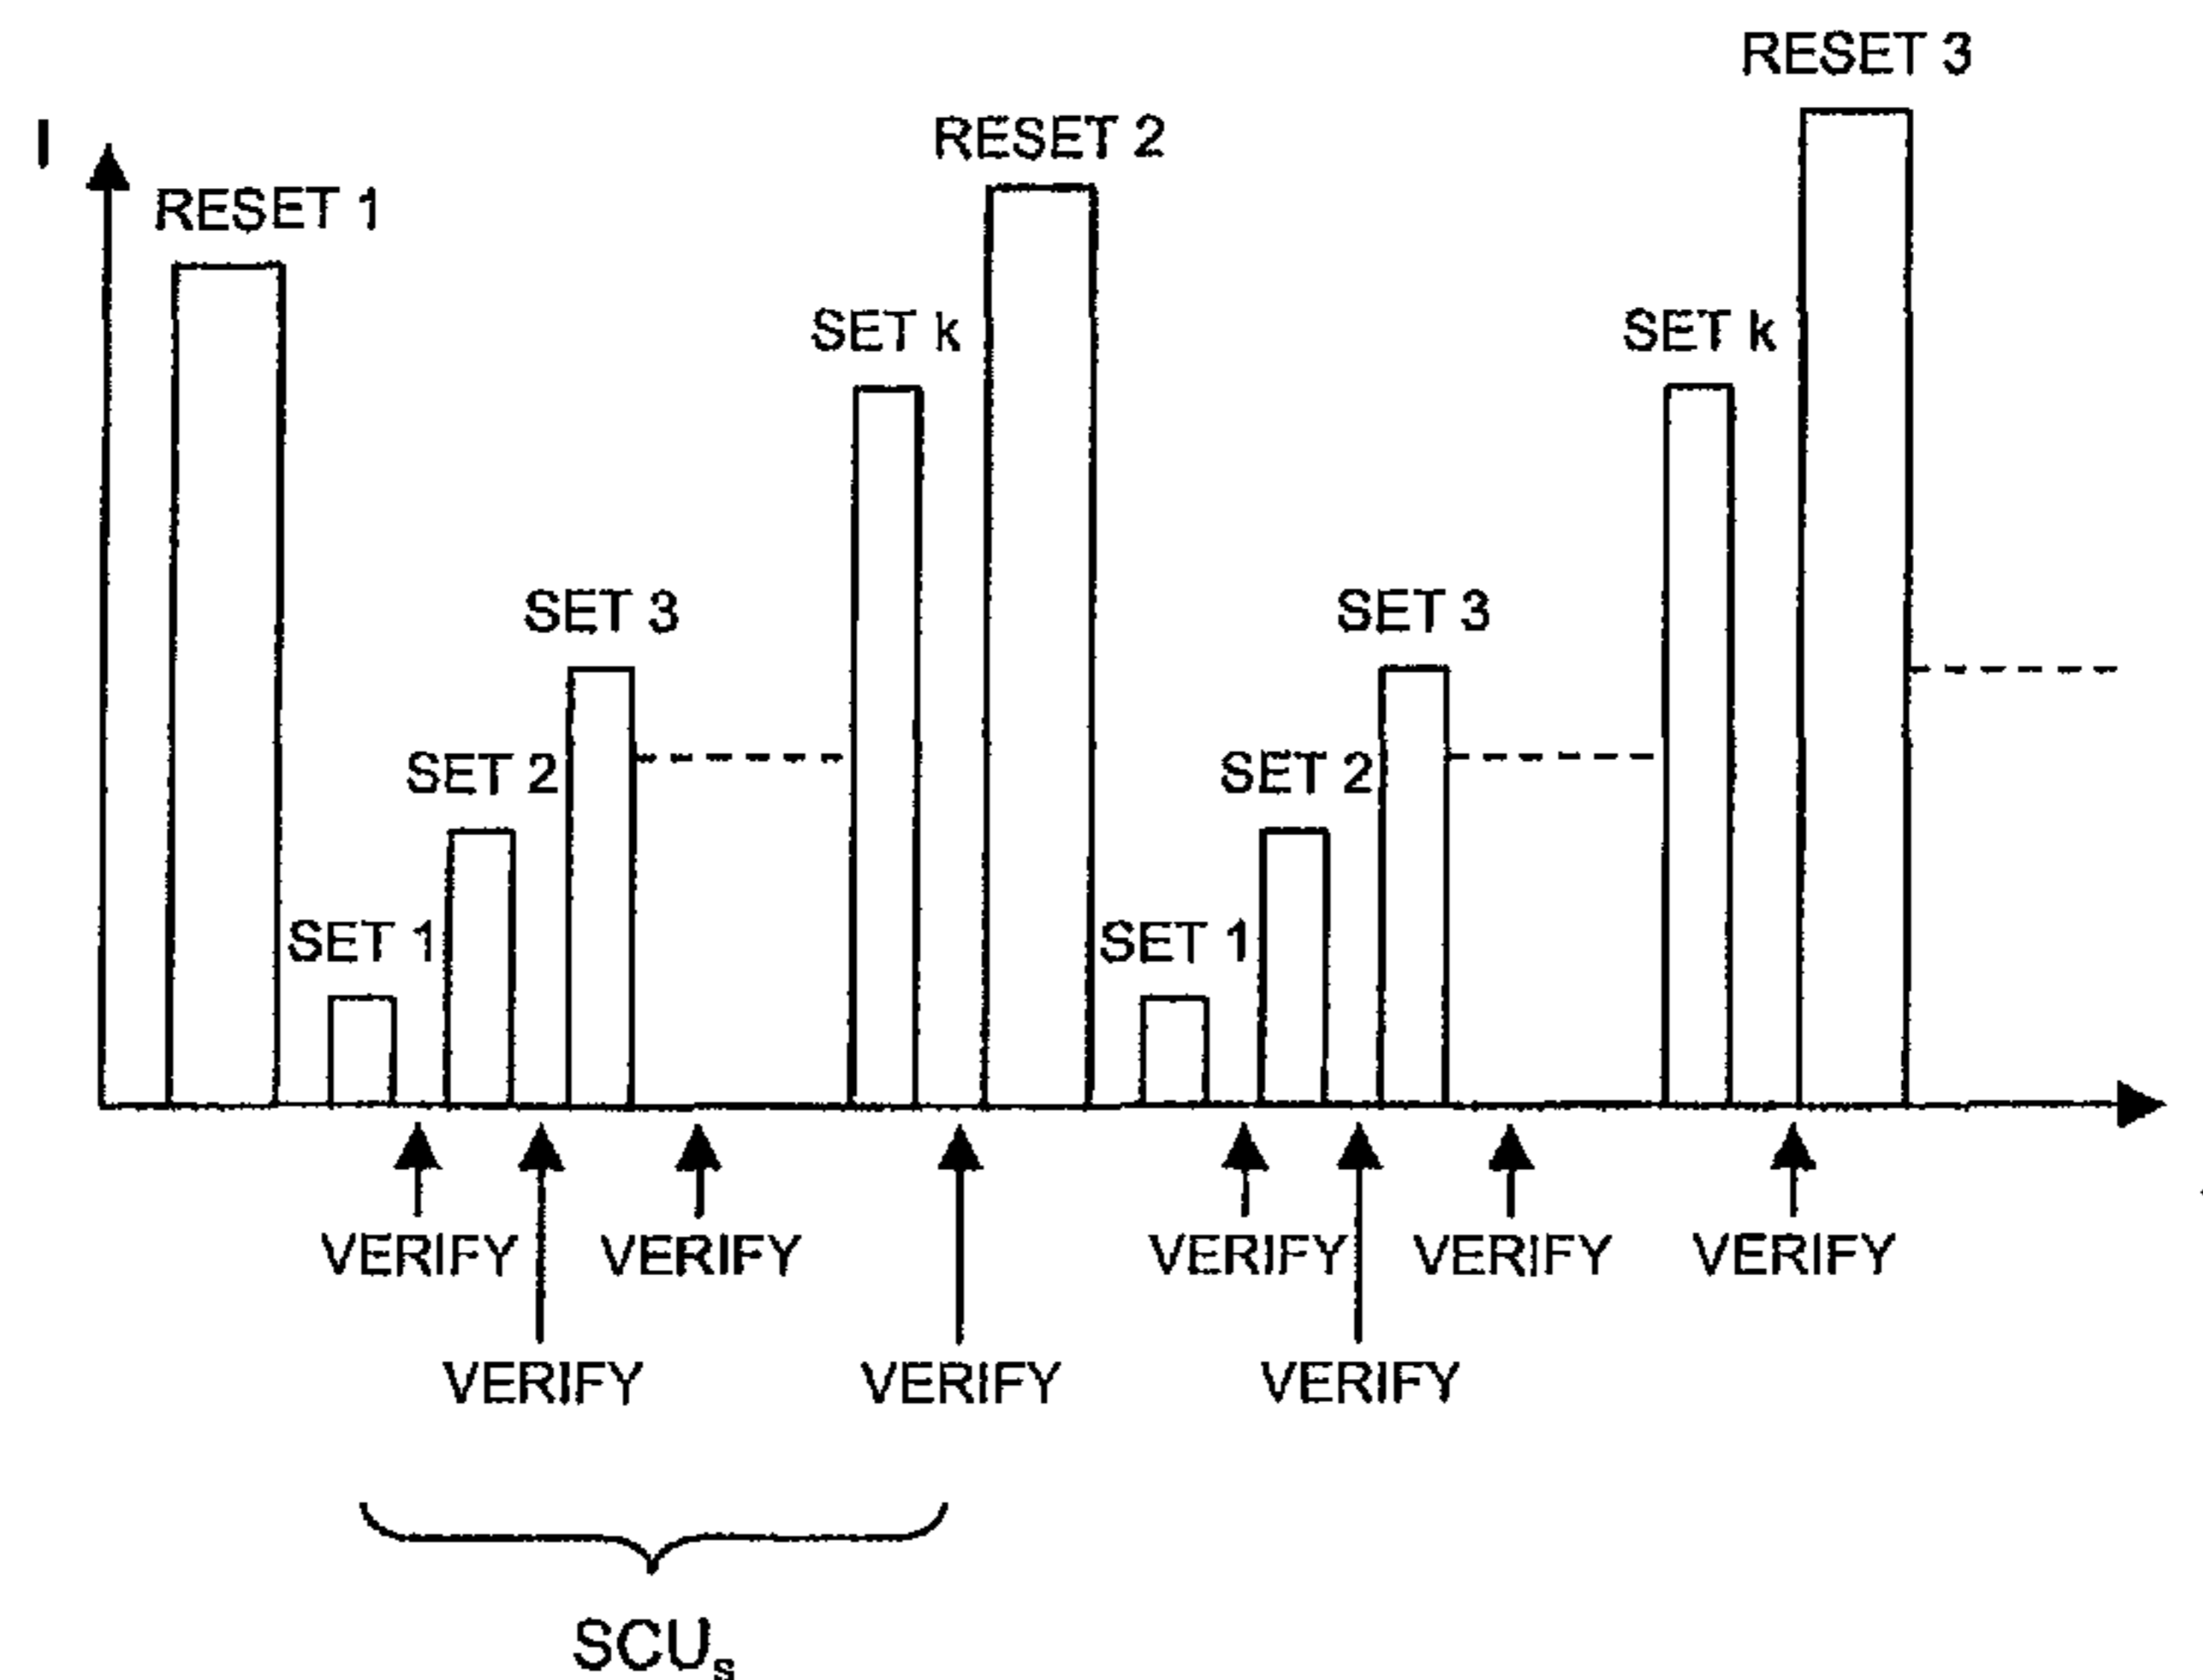 RESET 3
I
RESET 2
RESET 1
SET k
SET k
SET 3
SET 3
SET 2
SET 2
SET 1
SET 1
VERIFY
VERIFY
VERIFY
VERIFY
VERIFY
VERIFY
VERIFY
VERIFY
SCUs